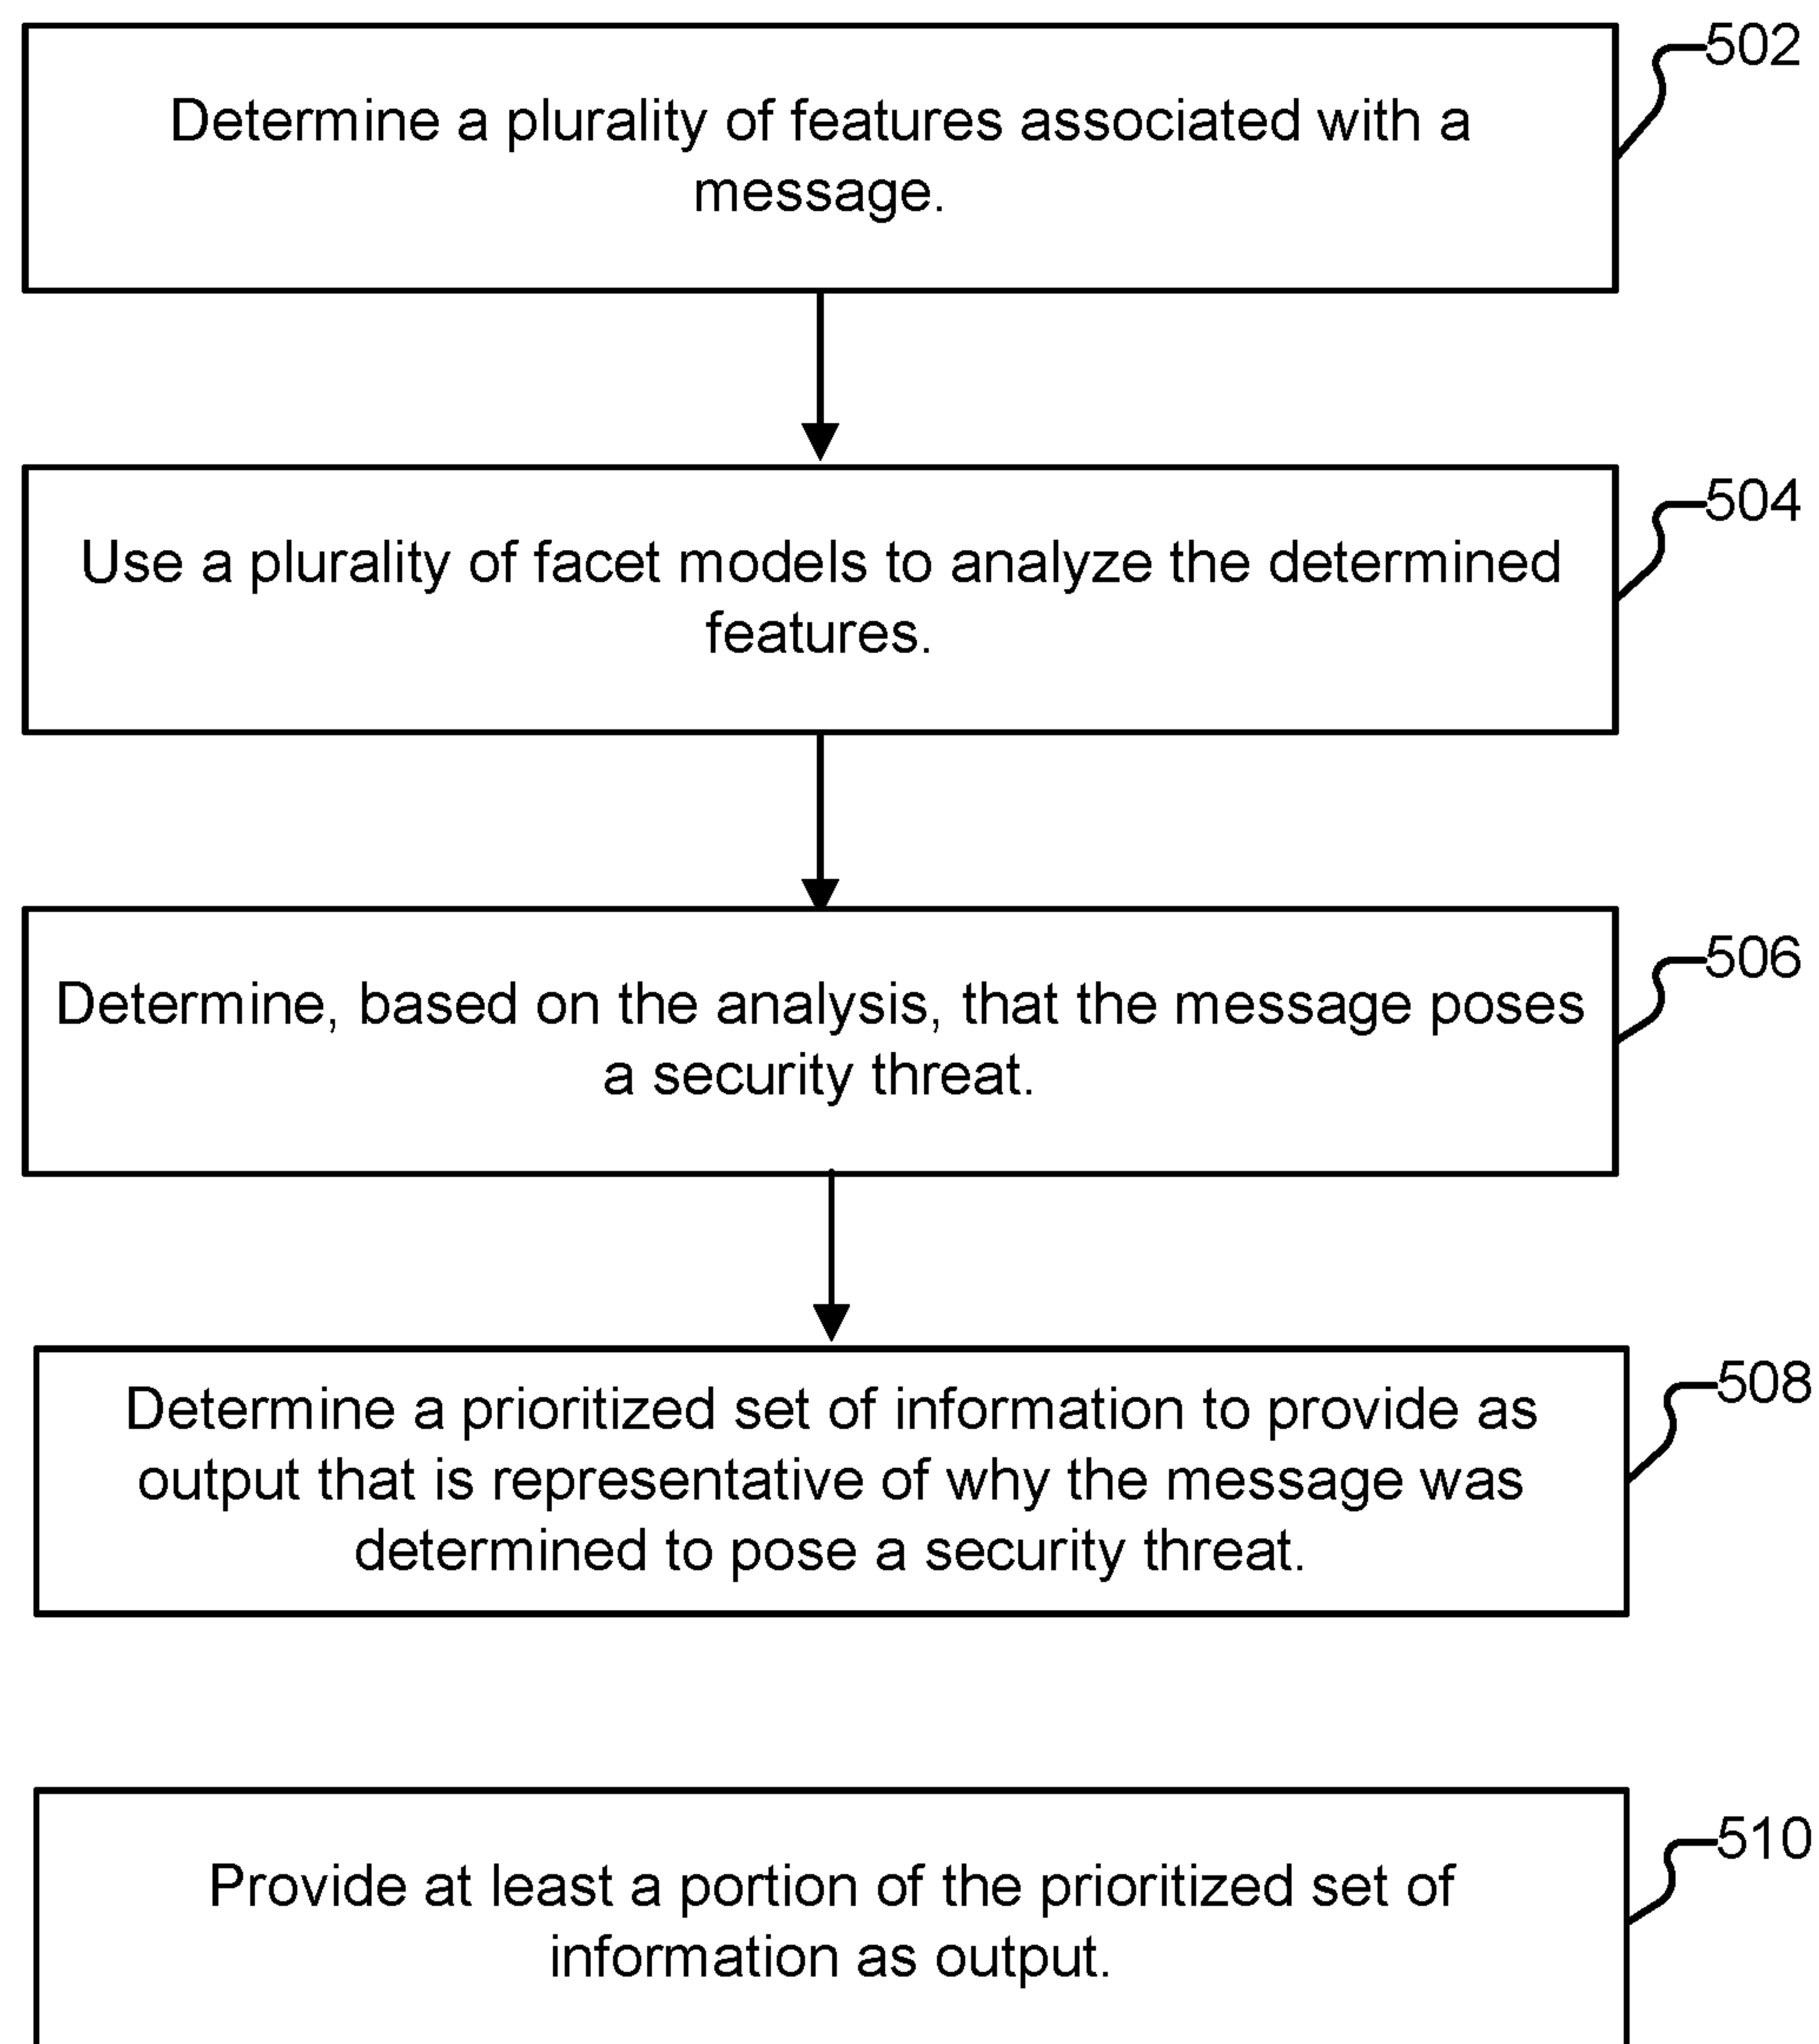 502
Determine a plurality of features associated with a
message.
504
Use a plurality of facet models to analyze the determined
features.
506
Determine, based on the analysis, that the message poses
a security threat.
508
Determine a prioritized set of information to provide as
output that is representative of why the message was
determined to pose a security threat.
510
Provide at least a portion of the prioritized set of
information as output.